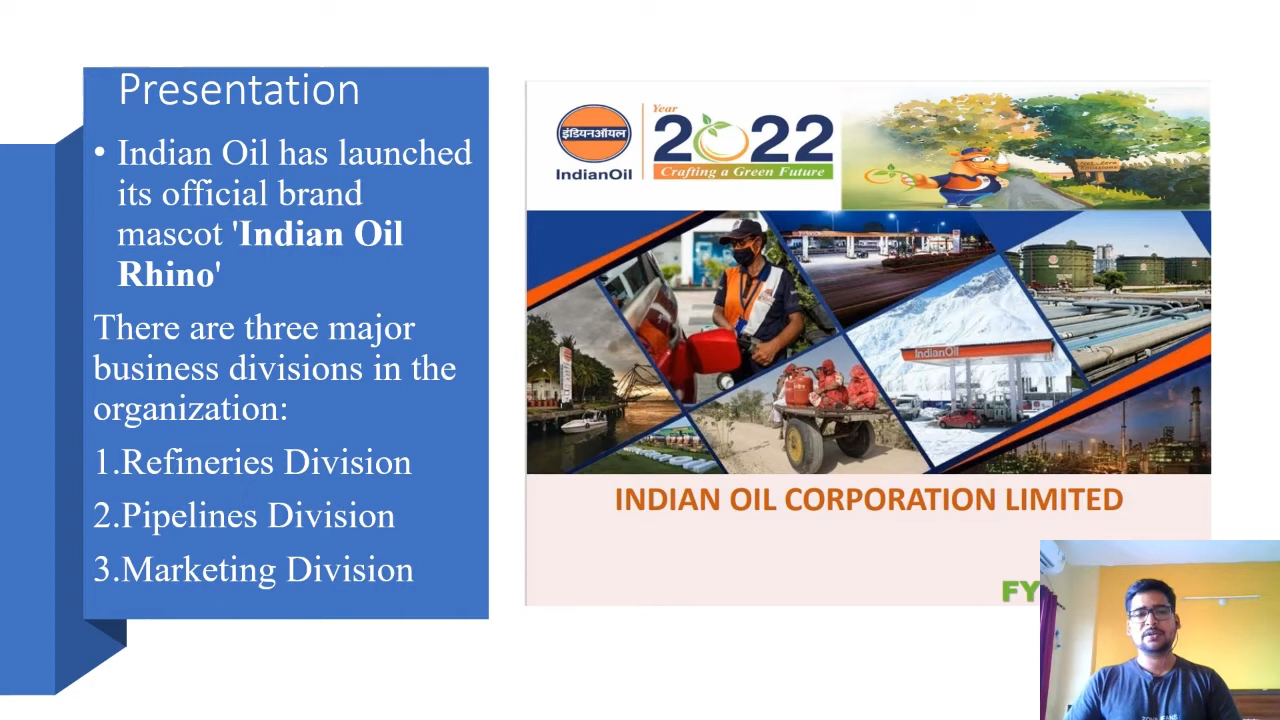 Presentation
• Indian Oil has launched
its official brand
mascot 'Indian Oil
Rhino'
There are three major
business divisions in the
organization:
1.Refineries Division
2.Pipelines Division
3.Marketing Division
इंडियनऑयल
IndianOil
Year
2022
Crafting a Green Future
IndianOil
INDIAN OIL CORPORATION LIMITED
FY